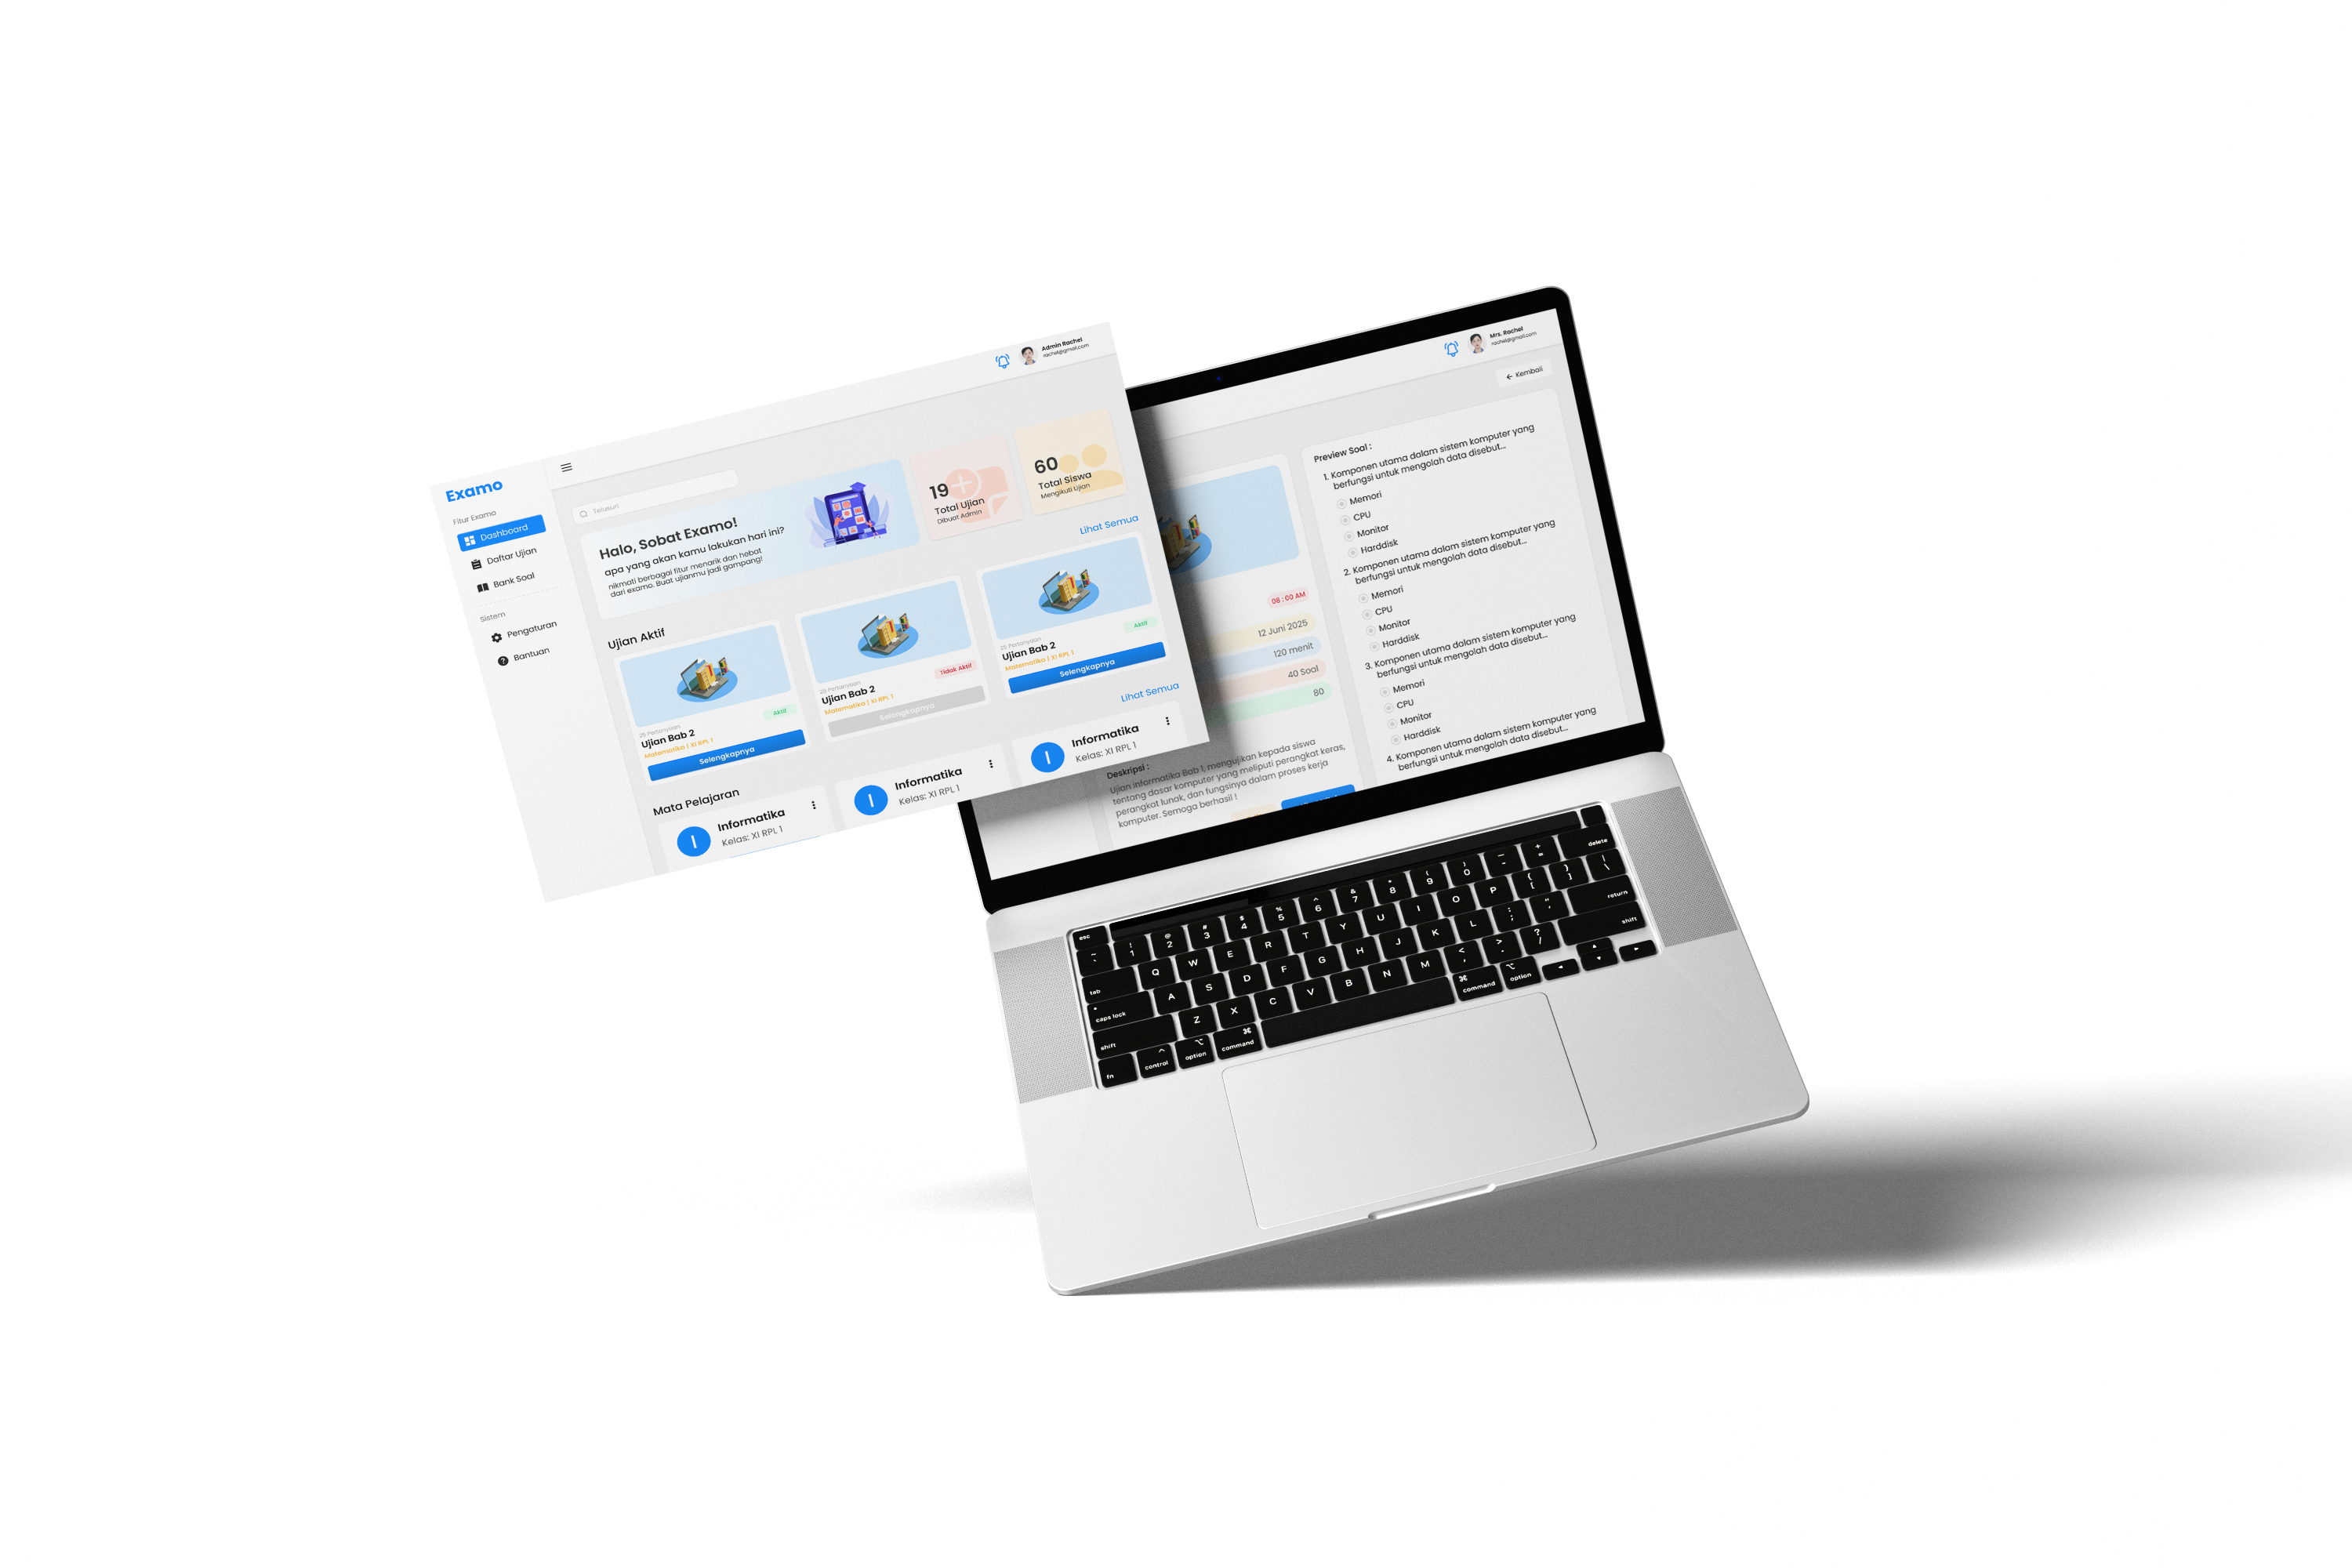 Examo
Fitur Examo
Dashboard
Daftar Ujian
Bank Soal
Sistem
Pengaturan
Bantuan
Admin Rachel
rachel@gmail.com
Telusuri
Halo, Sobat Examo!
apa yang akan kamu lakukan hari ini?
nikmati berbagai fitur menarik dan hebat
dari examo. Buat ujianmu jadi gampang!
19
Total Ujian
Dibuat Admin
60
Total Siswa
Mengikuti Ujian
Ujian Aktif
Lihat Semua
25 Pertanyaan
Aktif
Ujian Bab 2
Matematika | XI RPL 1
Selengkapnya
25 Pertanyaan
Tidak Aktif
Ujian Bab 2
Matematika | XI RPL 1
Selengkapnya
25 Pertanyaan
Aktif
Ujian Bab 2
Matematika | XI RPL 1
Selengkapnya
Mata Pelajaran
Lihat Semua
I
Informatika
Kelas: XI RPL 1
I
Informatika
Kelas: XI RPL 1
I
Informatika
Kelas: XI RPL 1
Mrs. Rachel
rachel@gmail.com
← Kembali
08 : 00 AM
12 Juni 2025
120 menit
40 Soal
80
Deskripsi :
Ujian informatika Bab 1, mengujikan kepada siswa
tentang dasar komputer yang meliputi perangkat keras,
perangkat lunak, dan fungsinya dalam proses kerja
komputer. Semoga berhasil !
Preview Soal :
1. Komponen utama dalam sistem komputer yang
berfungsi untuk mengolah data disebut...
Memori
CPU
Monitor
Harddisk
2. Komponen utama dalam sistem komputer yang
berfungsi untuk mengolah data disebut...
Memori
CPU
Monitor
Harddisk
3. Komponen utama dalam sistem komputer yang
berfungsi untuk mengolah data disebut...
Memori
CPU
Monitor
Harddisk
4. Komponen utama dalam sistem komputer yang
berfungsi untuk mengolah data disebut...
esc
~ ` ! 1 @ 2 # 3 $ 4 % 5 ^ 6 & 7 * 8 ( 9 ) 0 — - + = delete
tab Q W E R T Y U I O P { [ } ] | \
caps lock A S D F G H J K L : ; " ' return
shift Z X C V B N M < , > . ? / shift
fn ^ control ⌥ option ⌘ command ⌘ command ⌥ option ◀ ▲ ▼ ▶